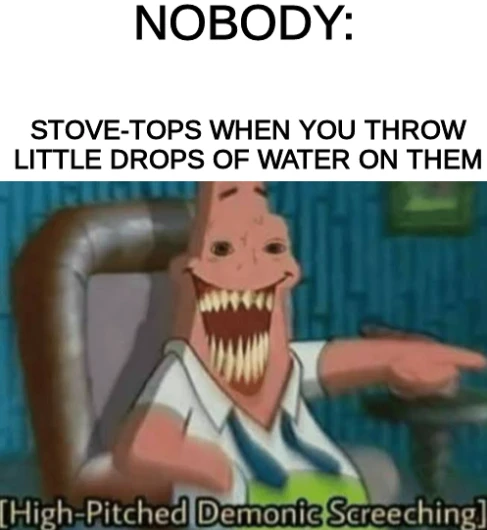 NOBODY:
STOVE-TOPS WHEN YOU THROW
LITTLE DROPS OF WATER ON THEM
[High-Pitched Demonic Screeching]